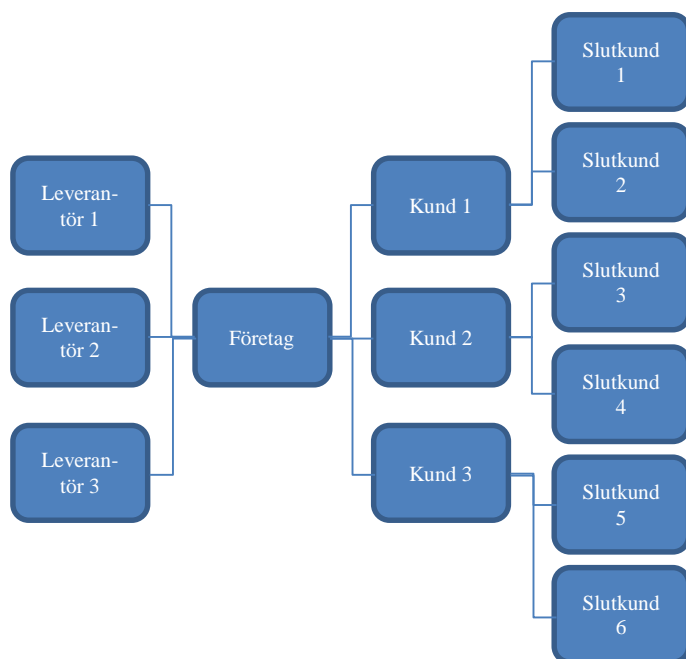 Leveran-
tör 1
Leveran-
tör 2
Leveran-
tör 3
Företag
Kund 1
Kund 2
Kund 3
Slutkund
1
Slutkund
2
Slutkund
3
Slutkund
4
Slutkund
5
Slutkund
6